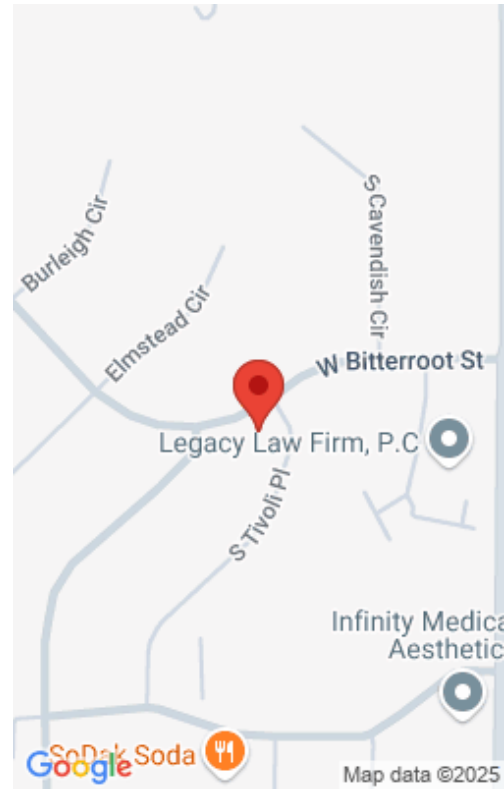 Burleigh Cir
Elmstead Cir
S Cavendish Cir
W Bitterroot St
Legacy Law Firm, P.C
S Tivoli Pl
Infinity Medica
Aesthetic
SoDak Soda
Google
Map data ©2025